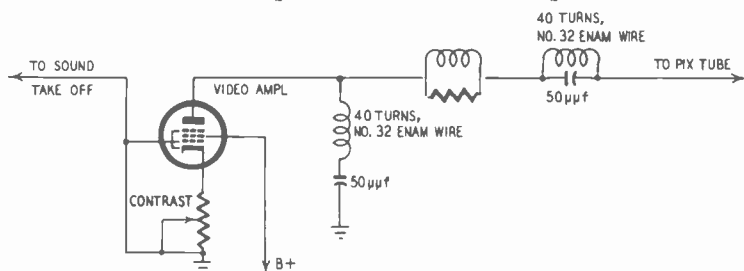 40 TURNS,
NO. 32 ENAM WIRE
TO SOUND
TAKE OFF
VIDEO AMPL
TO PIX TUBE
50μμf
40 TURNS,
NO. 32 ENAM WIRE
50μμf
CONTRAST
B+